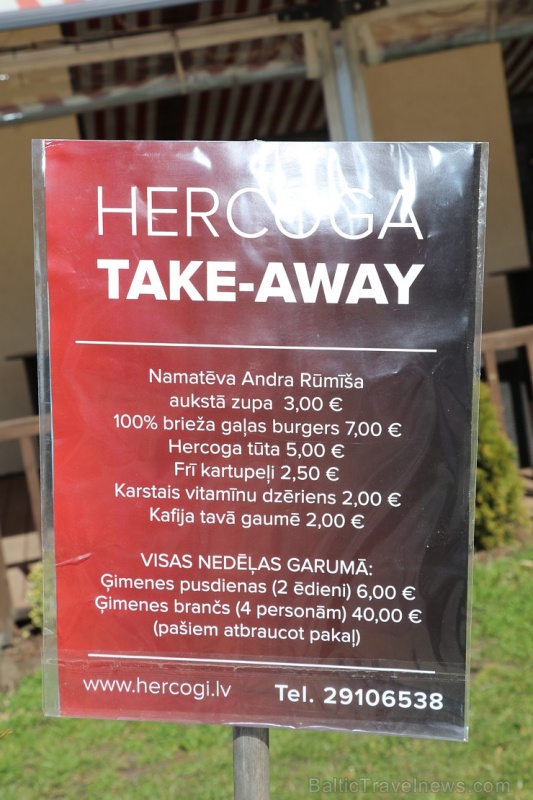 HERCOGA
TAKE-AWAY
Namatēva Andra Rūmīša
aukstā zupa 3,00 €
100% brieža gaļas burgers 7,00 €
Hercoga tūta 5,00 €
Frī kartupeļi 2,50 €
Karstais vitamīnu dzēriens 2,00 €
Kafija tavā gaumē 2,00 €
VISAS NEDĒĻAS GARUMĀ:
Ģimenes pusdienas (2 ēdieni) 6,00 €
Ģimenes brančs (4 personām) 40,00 €
(pašiem atbraucot pakaļ)
www.hercogi.lv Tel. 29106538
BalticTravelnews.com